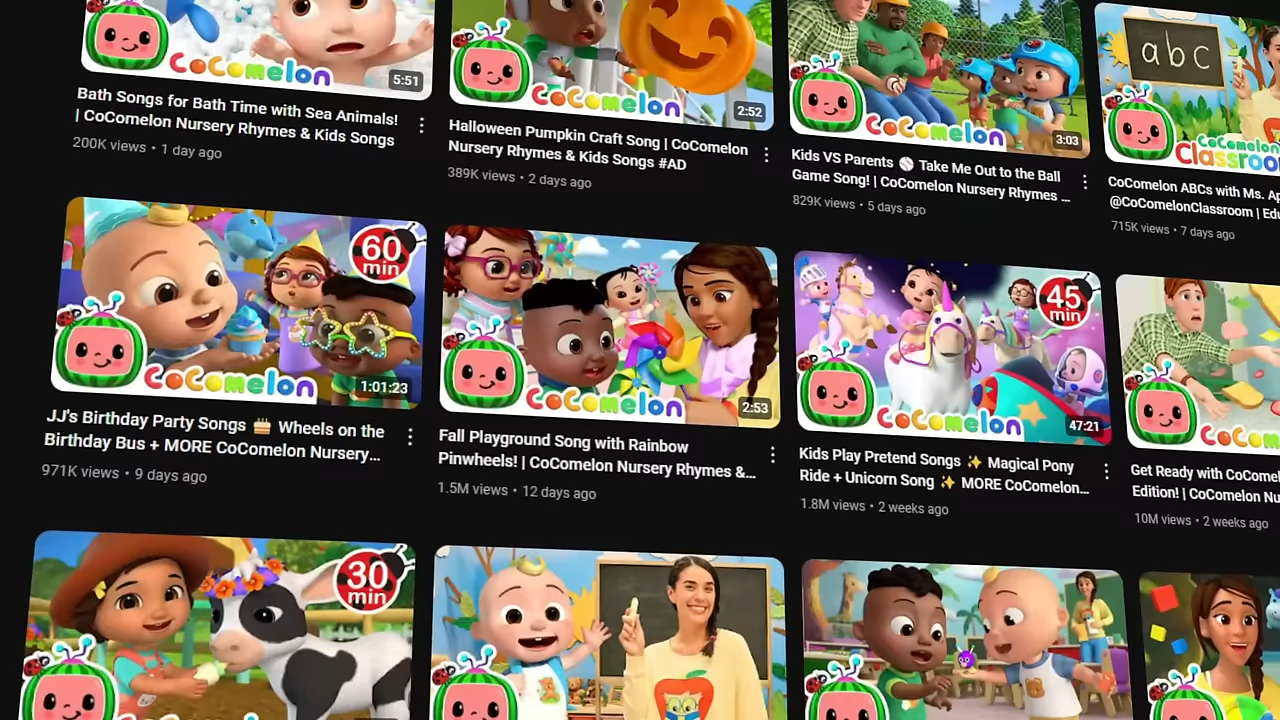 CoComelon
5:51
Bath Songs for Bath Time with Sea Animals!
| CoComelon Nursery Rhymes & Kids Songs
200K views • 1 day ago
CoComelon
2:52
Halloween Pumpkin Craft Song | CoComelon
Nursery Rhymes & Kids Songs #AD
389K views • 2 days ago
CoComelon
3:03
Kids VS Parents ⚾ Take Me Out to the Ball
Game Song! | CoComelon Nursery Rhymes ...
829K views • 5 days ago
abc
CoComelon
CoComelon ABCs with Ms.
@CoComelonClassroom |
715K views • 7 days ago
60
min
CoComelon
1:01:23
JJ's Birthday Party Songs 🎂 Wheels on the
Birthday Bus + MORE CoComelon Nursery...
971K views • 9 days ago
CoComelon
2:53
Fall Playground Song with Rainbow
Pinwheels! | CoComelon Nursery Rhymes &...
1.5M views • 12 days ago
45
min
CoComelon
47:21
Kids Play Pretend Songs ✨ Magical Pony
Ride + Unicorn Song ✨ MORE CoComelon...
1.8M views • 2 weeks ago
Get Ready with
Edition! | CoComelon
10M views • 2 weeks ago
30
min